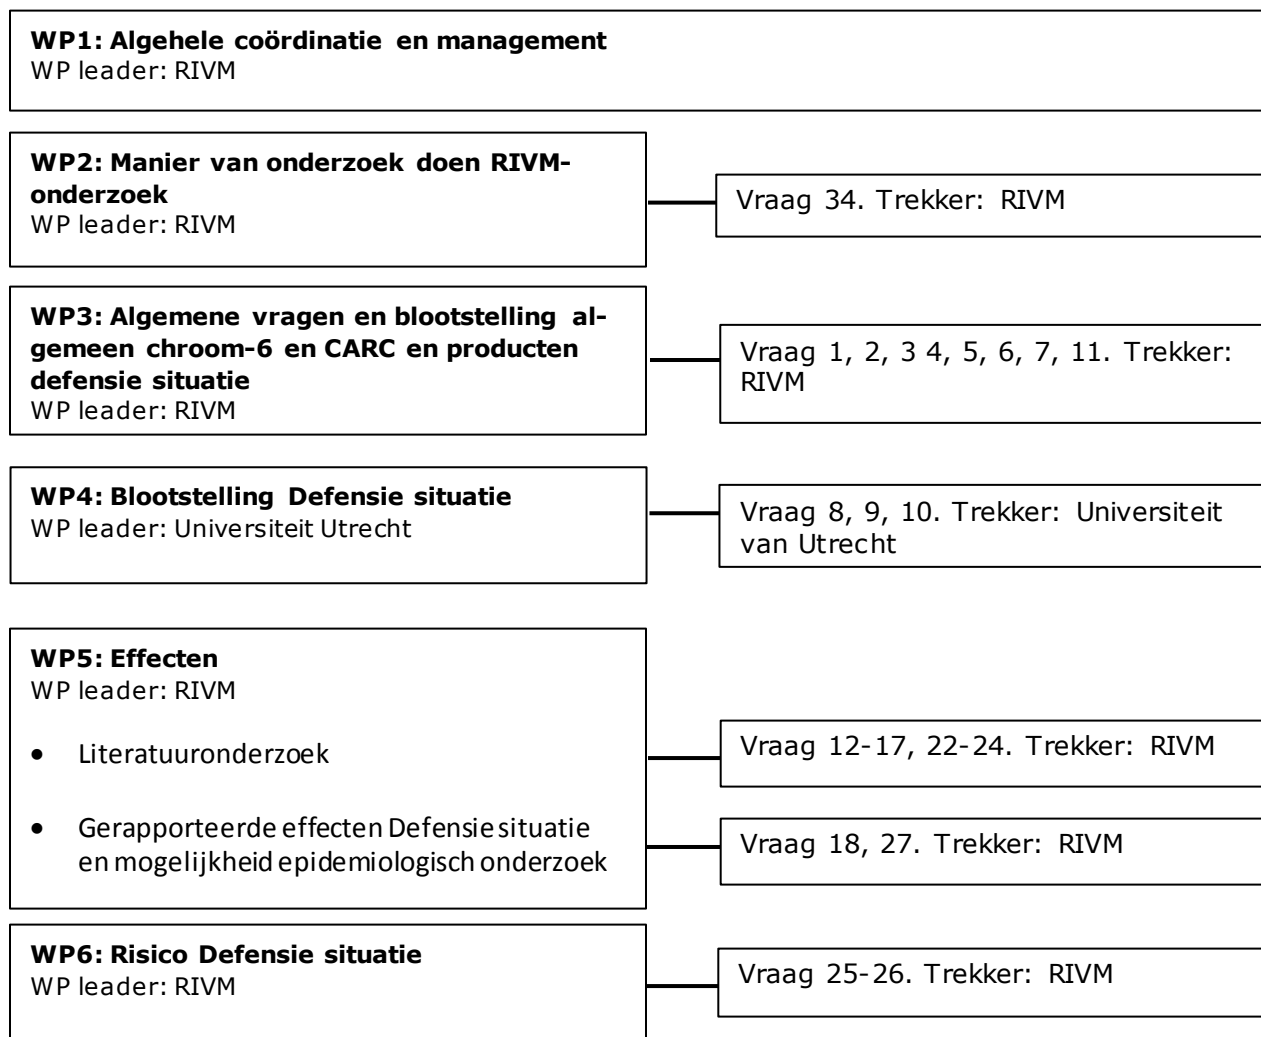 WP1: Algehele coördinatie en management
WP leader: RIVM
WP2: Manier van onderzoek doen RIVM-
onderzoek
WP leader: RIVM
Vraag 34. Trekker: RIVM
WP3: Algemene vragen en blootstelling al-
gemeen chroom-6 en CARC en producten
defensie situatie
WP leader: RIVM
Vraag 1, 2, 3 4, 5, 6, 7, 11. Trekker:
RIVM
WP4: Blootstelling Defensie situatie
WP leader: Universiteit Utrecht
Vraag 8, 9, 10. Trekker: Universiteit
van Utrecht
WP5: Effecten
WP leader: RIVM
• Literatuuronderzoek
Vraag 12-17, 22-24. Trekker: RIVM
• Gerapporteerde effecten Defensie situatie
en mogelijkheid epidemiologisch onderzoek
Vraag 18, 27. Trekker: RIVM
WP6: Risico Defensie situatie
WP leader: RIVM
Vraag 25-26. Trekker: RIVM